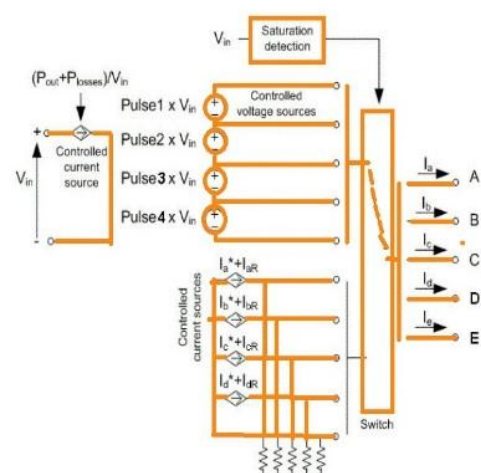 Vin
Saturation
detection
(Pout+Plosses)/Vin
Controlled
current
source
+
Vin
-
Pulse1 x Vin
Pulse2 x Vin
Pulse3 x Vin
Pulse4 x Vin
Controlled
voltage sources
+
−
+
−
+
−
+
−
Controlled
current sources
Ia*+IaR
Ib*+IbR
Ic*+IcR
Id*+IdR
Switch
Ia A
Ib B
Ic C
Id D
Ie E